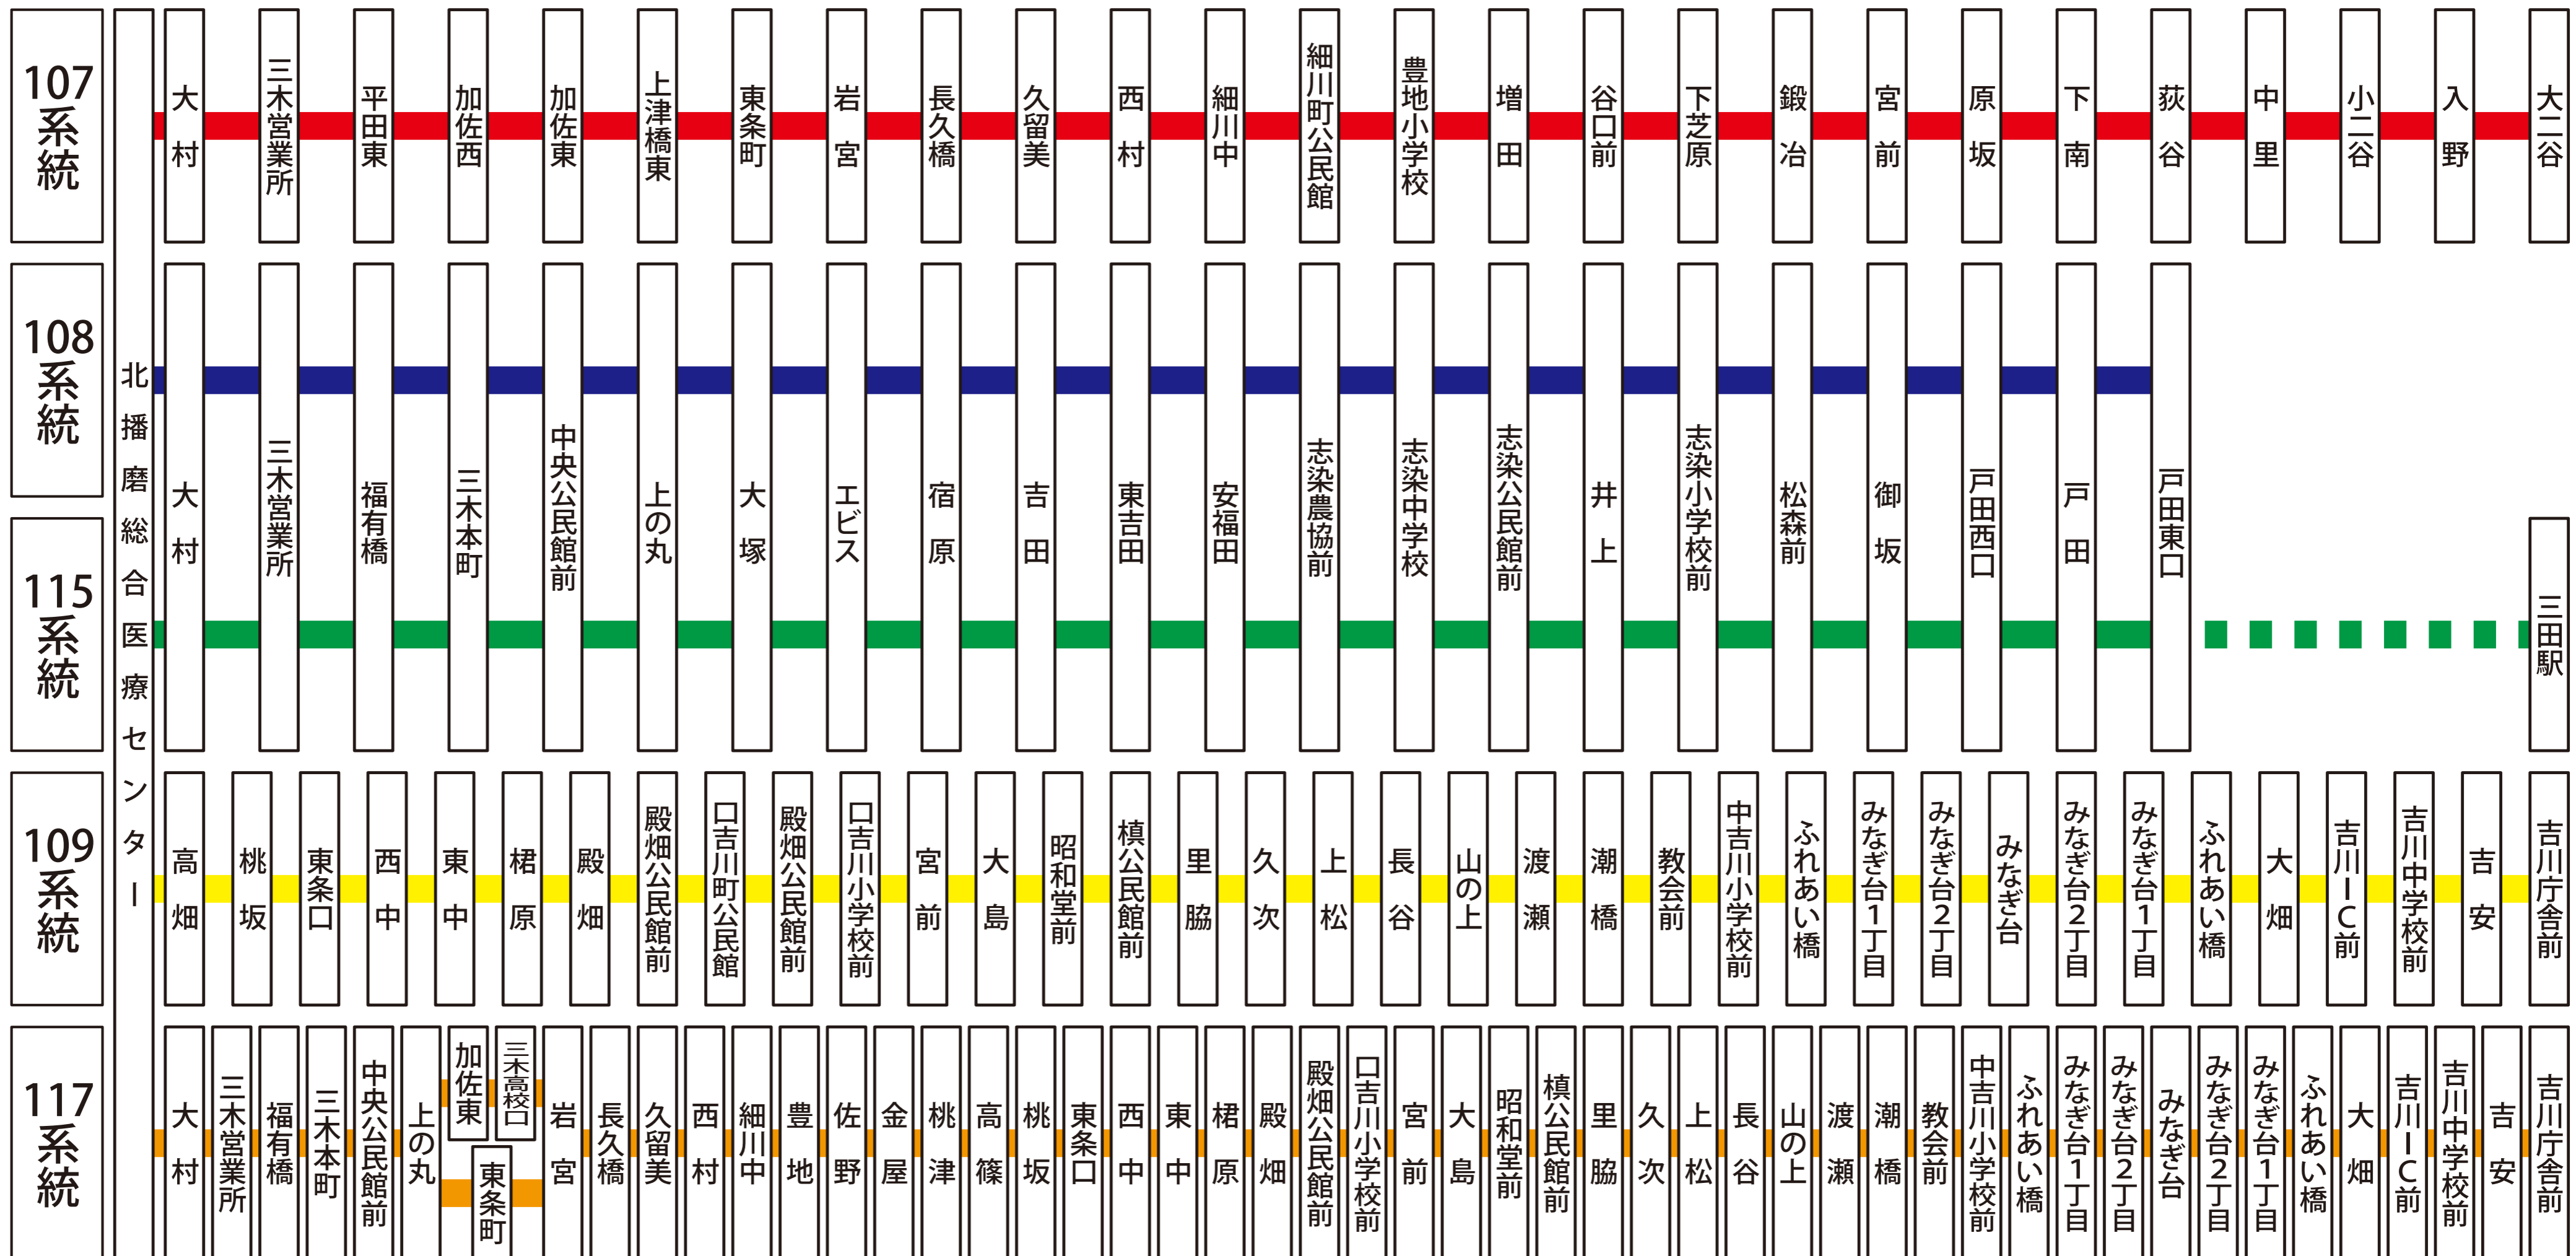 107系統
北播磨総合医療センター
大村
三木営業所
平田東
加佐西
加佐東
上津橋東
東条町
岩宮
長久橋
久留美
西村
細川中
細川町公民館
豊地小学校
増田
谷口前
下芝原
鍛冶
宮前
原坂
下南
荻谷
中里
小二谷
入野
大二谷
108系統
115系統
大村
三木営業所
福有橋
三木本町
中央公民館前
上の丸
大塚
エビス
宿原
吉田
東吉田
安福田
志染農協前
志染中学校
志染公民館前
井上
志染小学校前
松森前
御坂
戸田西口
戸田
戸田東口
三田駅
109系統
高畑
桃坂
東条口
西中
東中
桾原
殿畑
殿畑公民館前
口吉川町公民館
殿畑公民館前
口吉川小学校前
宮前
大島
昭和堂前
槙公民館前
里脇
久次
上松
長谷
山の上
渡瀬
潮橋
教会前
中吉川小学校前
ふれあい橋
みなぎ台1丁目
みなぎ台2丁目
みなぎ台
みなぎ台2丁目
みなぎ台1丁目
ふれあい橋
大畑
吉川IC前
吉川中学校前
吉安
吉川庁舎前
117系統
大村
三木営業所
福有橋
三木本町
中央公民館前
上の丸
加佐東
三木高校口
東条町
岩宮
長久橋
久留美
西村
細川中
豊地
佐野
金屋
桃津
高篠
桃坂
東条口
西中
東中
桾原
殿畑
殿畑公民館前
口吉川小学校前
宮前
大島
昭和堂前
槙公民館前
里脇
久次
上松
長谷
山の上
渡瀬
潮橋
教会前
中吉川小学校前
ふれあい橋
みなぎ台1丁目
みなぎ台2丁目
みなぎ台
みなぎ台2丁目
みなぎ台1丁目
ふれあい橋
大畑
吉川IC前
吉川中学校前
吉安
吉川庁舎前